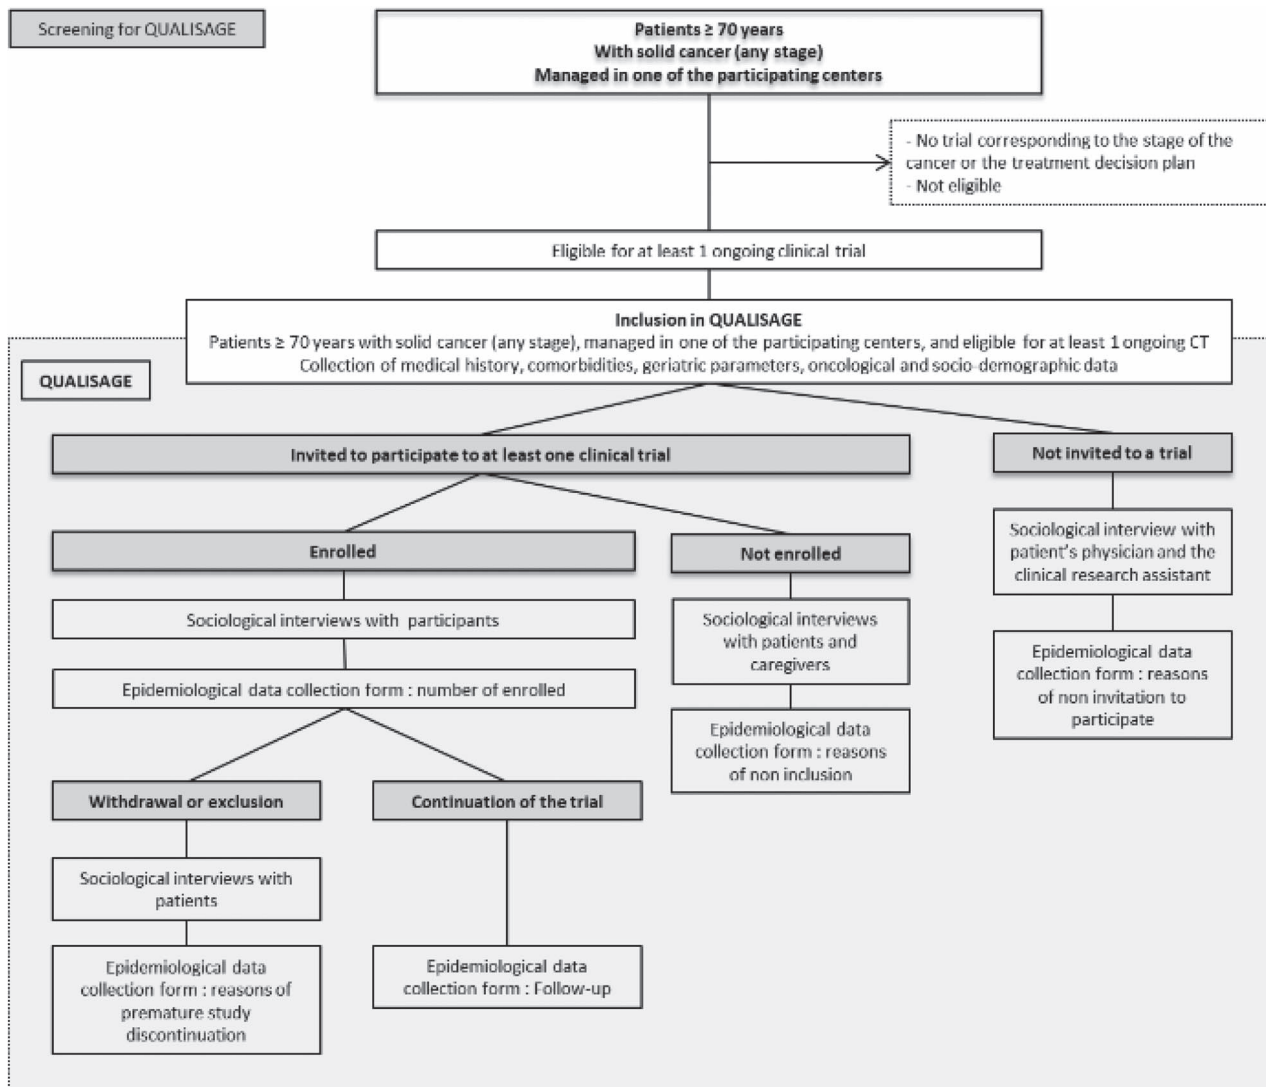 Screening for QUALISAGE
Patients ≥ 70 years
With solid cancer (any stage)
Managed in one of the participating centers
- No trial corresponding to the stage of the
cancer or the treatment decision plan
- Not eligible
Eligible for at least 1 ongoing clinical trial
Inclusion in QUALISAGE
Patients ≥ 70 years with solid cancer (any stage), managed in one of the participating centers, and eligible for at least 1 ongoing CT
Collection of medical history, comorbidities, geriatric parameters, oncological and socio-demographic data
QUALISAGE
Invited to participate to at least one clinical trial
Not invited to a trial
Enrolled
Not enrolled
Sociological interview with
patient's physician and the
clinical research assistant
Sociological interviews with participants
Sociological interviews
with patients and
caregivers
Epidemiological data
collection form : reasons
of non invitation to
participate
Epidemiological data collection form : number of enrolled
Epidemiological data
collection form : reasons
of non inclusion
Withdrawal or exclusion
Continuation of the trial
Sociological interviews with
patients
Epidemiological data
collection form : reasons of
premature study
discontinuation
Epidemiological data
collection form : Follow-up